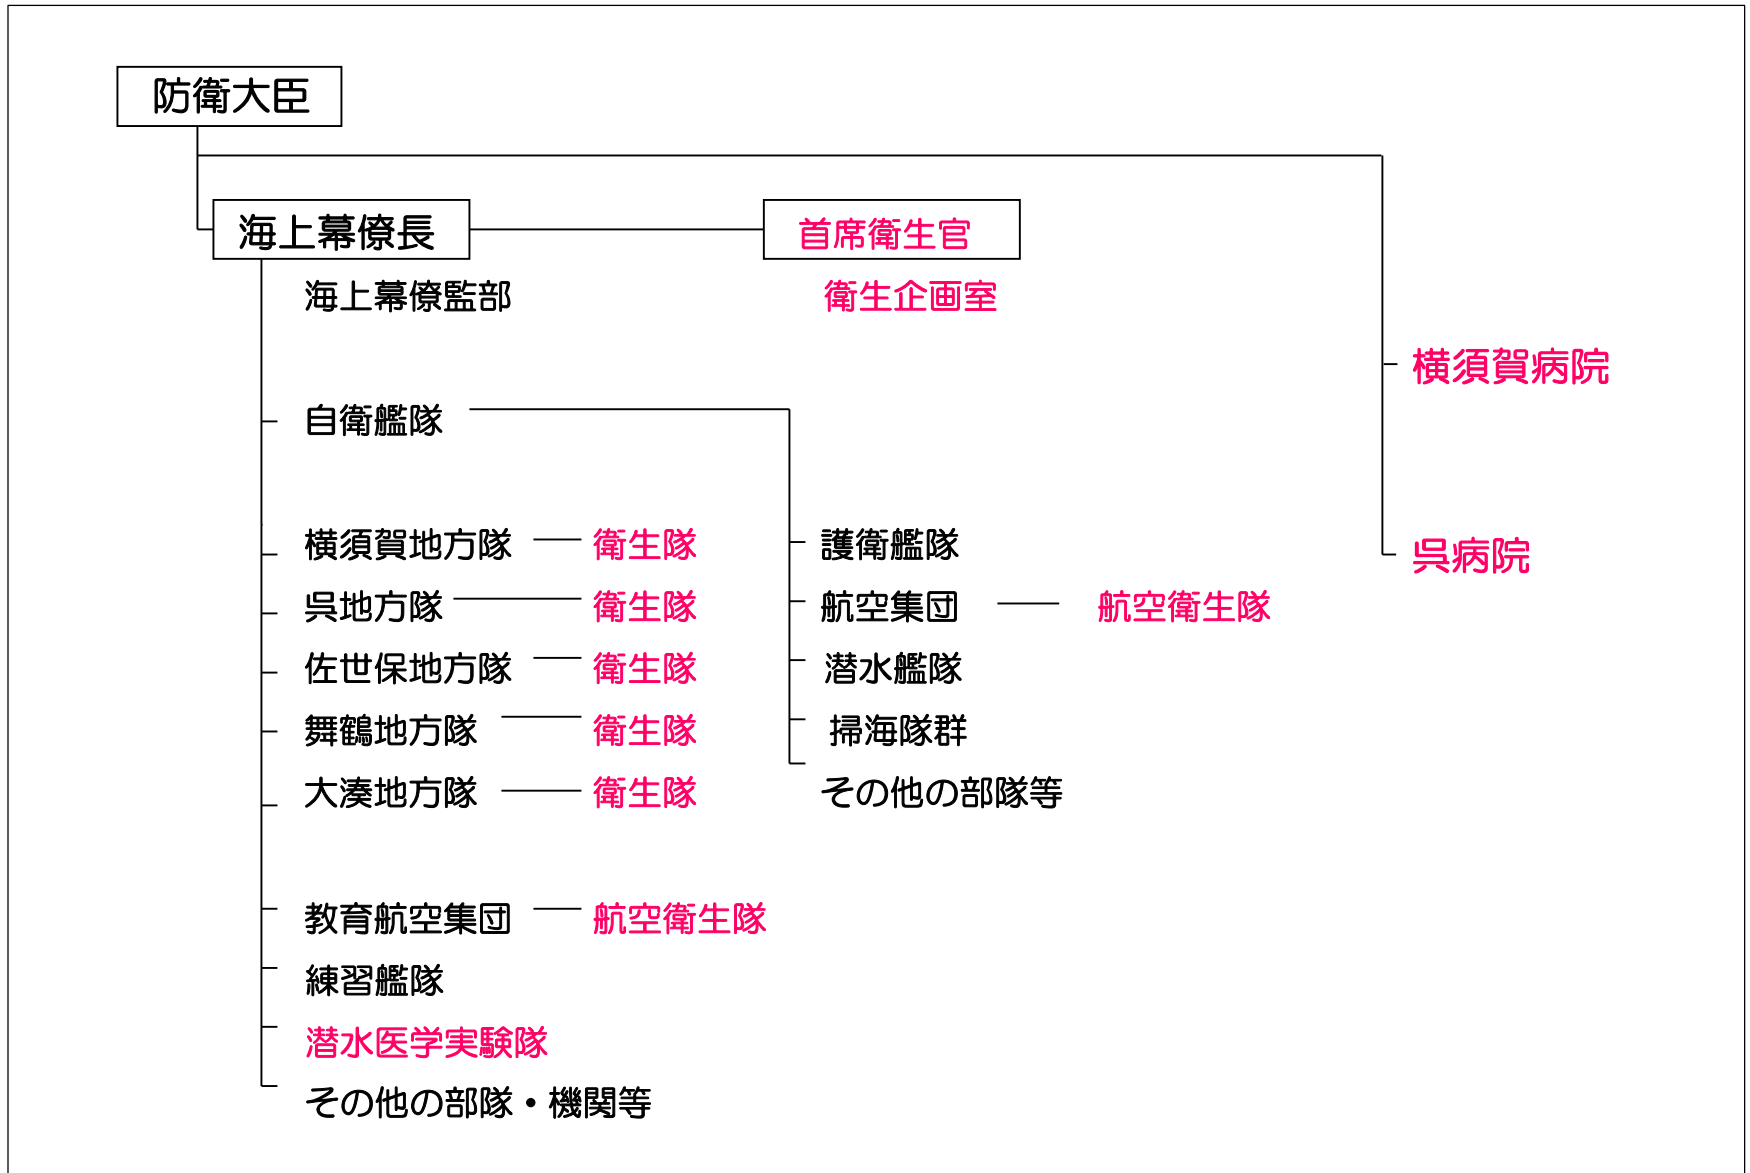 防衛大臣
海上幕僚長
首席衛生官
海上幕僚監部
衛生企画室
横須賀病院
自衛艦隊
横須賀地方隊
衛生隊
護衛艦隊
呉病院
呉地方隊
衛生隊
航空集団
航空衛生隊
佐世保地方隊
衛生隊
潜水艦隊
舞鶴地方隊
衛生隊
掃海隊群
大湊地方隊
衛生隊
その他の部隊等
教育航空集団
航空衛生隊
練習艦隊
潜水医学実験隊
その他の部隊・機関等